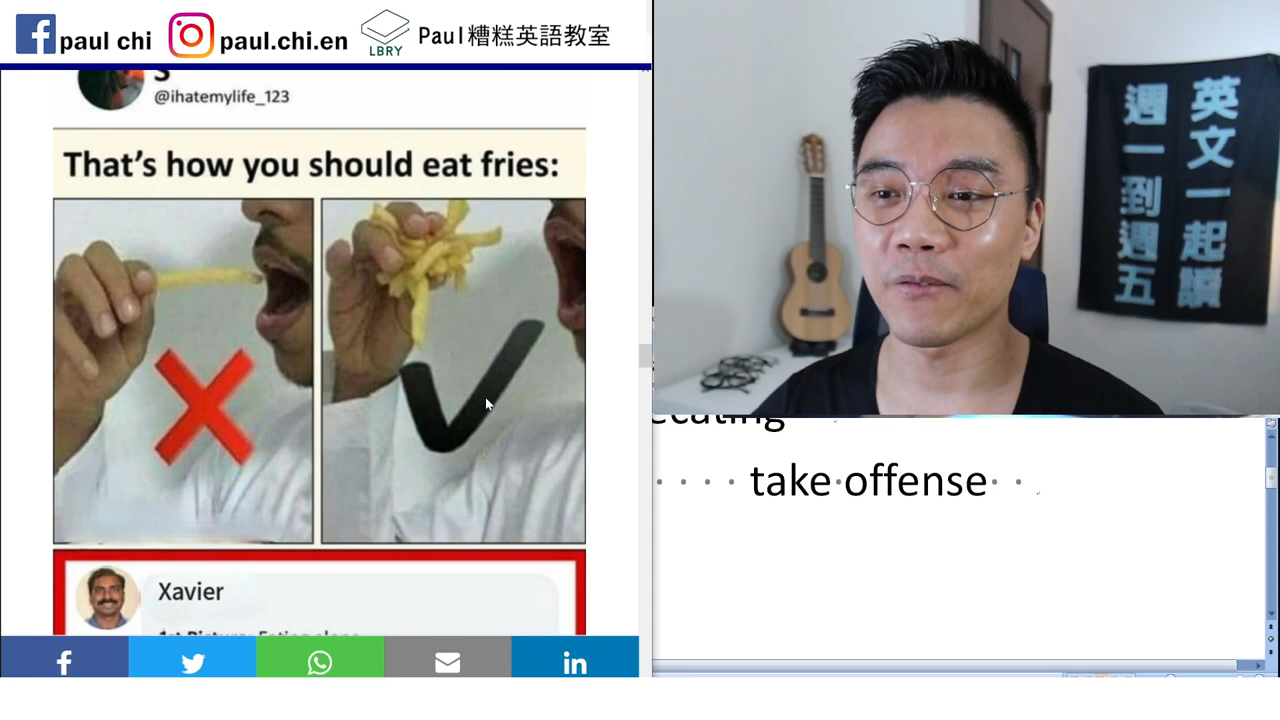 paul chi
paul.chi.en
LBRY
Paul糟糕英語教室
@ihatemylife_123
That's how you should eat fries:
Xavier
英文一起讀
週一到週五
take offense